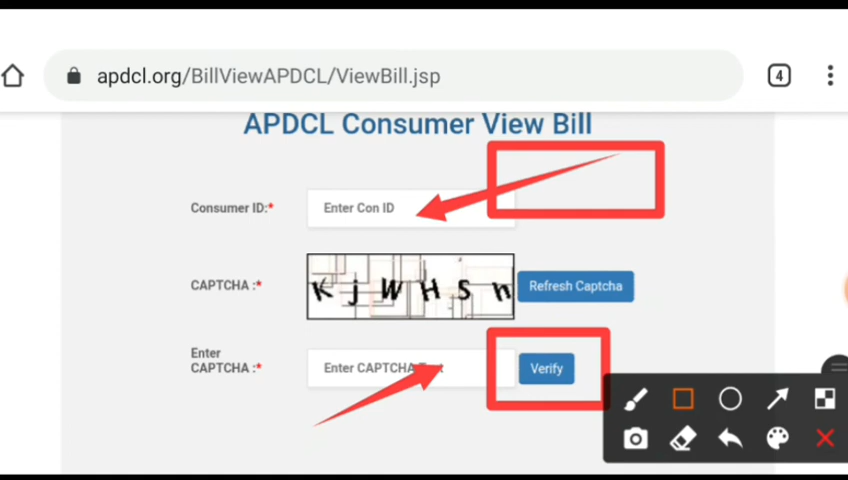 apdcl.org/BillViewAPDCL/ViewBill.jsp
4
APDCL Consumer View Bill
Consumer ID:*
Enter Con ID
CAPTCHA :*
K j W H S n
Refresh Captcha
Enter
CAPTCHA :*
Enter CAPTCHA
Verify